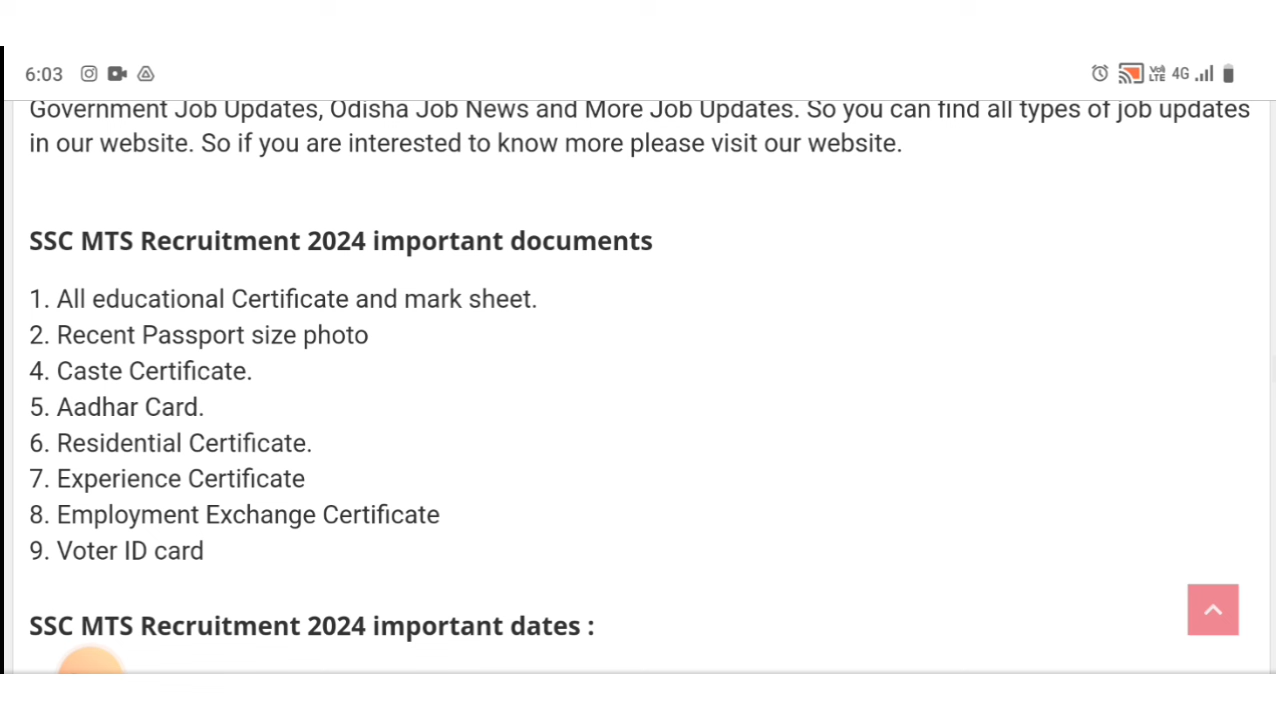 6:03
VoI) LTE 4G
Government Job Updates, Odisha Job News and More Job Updates. So you can find all types of job updates
in our website. So if you are interested to know more please visit our website.
SSC MTS Recruitment 2024 important documents
1. All educational Certificate and mark sheet.
2. Recent Passport size photo
4. Caste Certificate.
5. Aadhar Card.
6. Residential Certificate.
7. Experience Certificate
8. Employment Exchange Certificate
9. Voter ID card
SSC MTS Recruitment 2024 important dates :